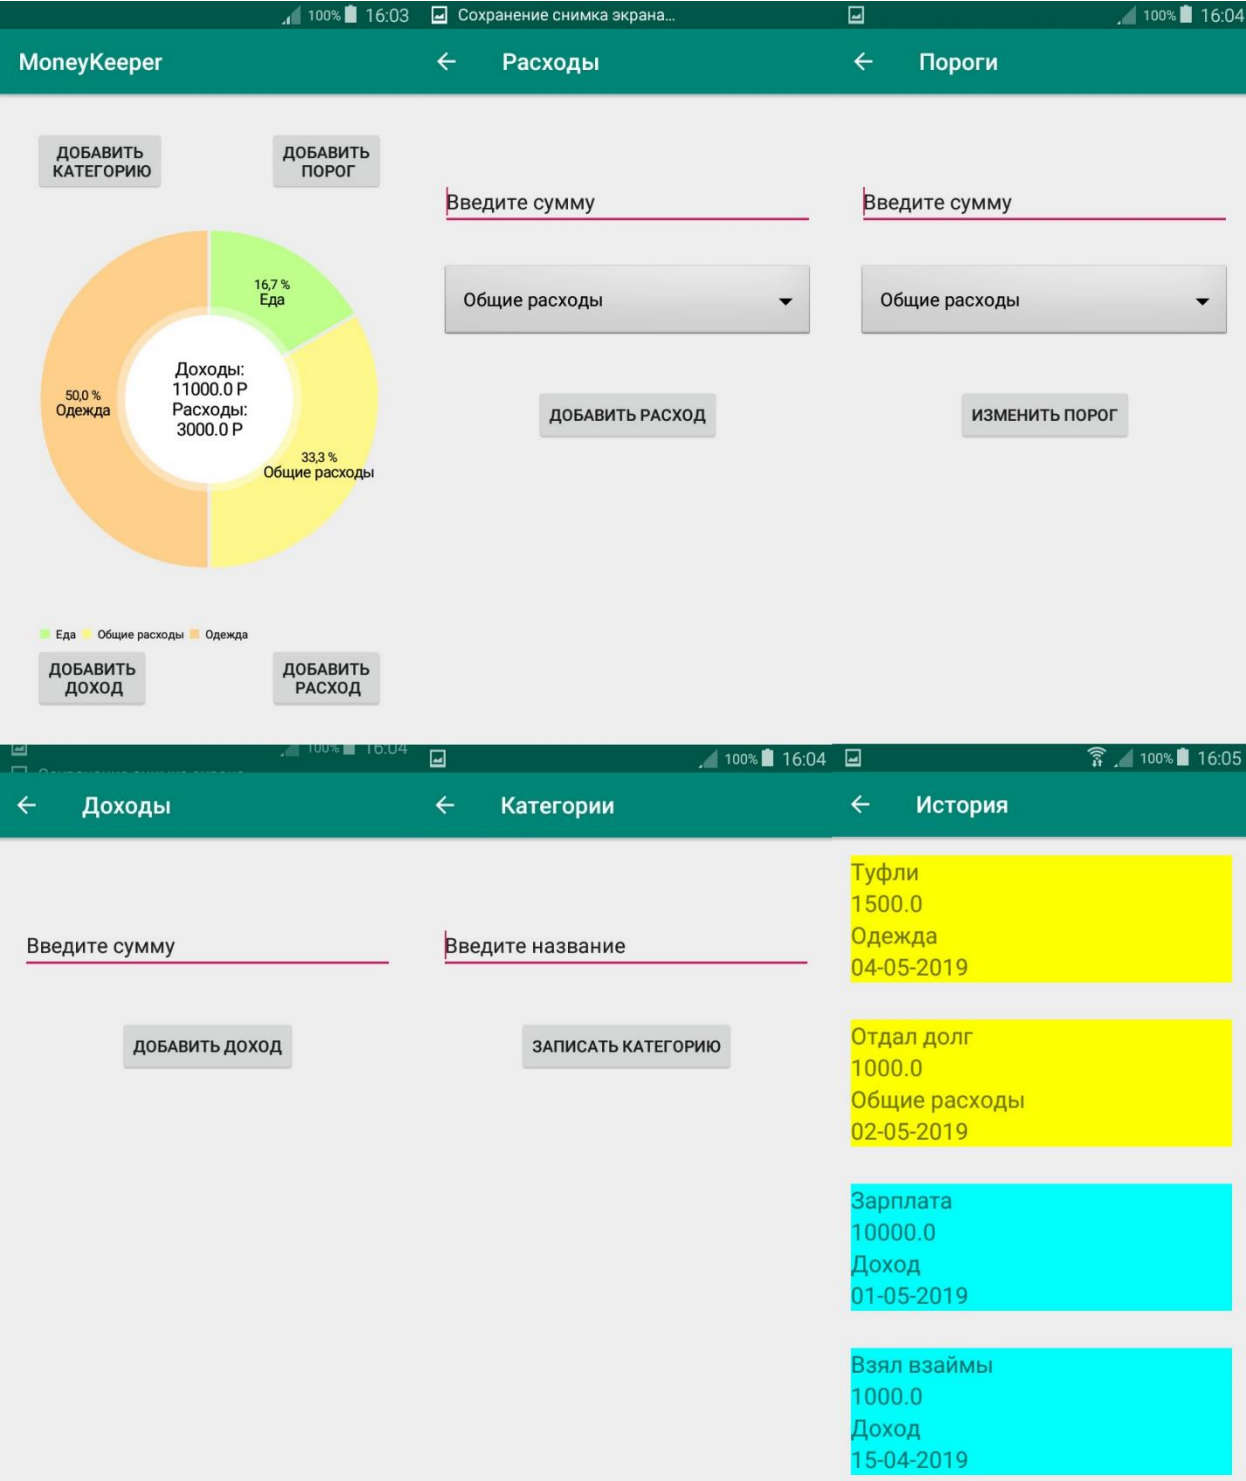 100% 16:03
MoneyKeeper
ДОБАВИТЬ
КАТЕГОРИЮ
ДОБАВИТЬ
ПОРОГ
16,7 %
Еда
50,0 %
Одежда
Доходы:
11000.0 Р
Расходы:
3000.0 Р
33,3 %
Общие расходы
Еда Общие расходы Одежда
ДОБАВИТЬ
ДОХОД
ДОБАВИТЬ
РАСХОД
Сохранение снимка экрана...
Расходы
Введите сумму
Общие расходы
ДОБАВИТЬ РАСХОД
100% 16:04
Пороги
Введите сумму
Общие расходы
ИЗМЕНИТЬ ПОРОГ
100% 16:04
Доходы
Введите сумму
ДОБАВИТЬ ДОХОД
100% 16:04
Категории
Введите название
ЗАПИСАТЬ КАТЕГОРИЮ
100% 16:05
История
Туфли
1500.0
Одежда
04-05-2019
Отдал долг
1000.0
Общие расходы
02-05-2019
Зарплата
10000.0
Доход
01-05-2019
Взял взаймы
1000.0
Доход
15-04-2019